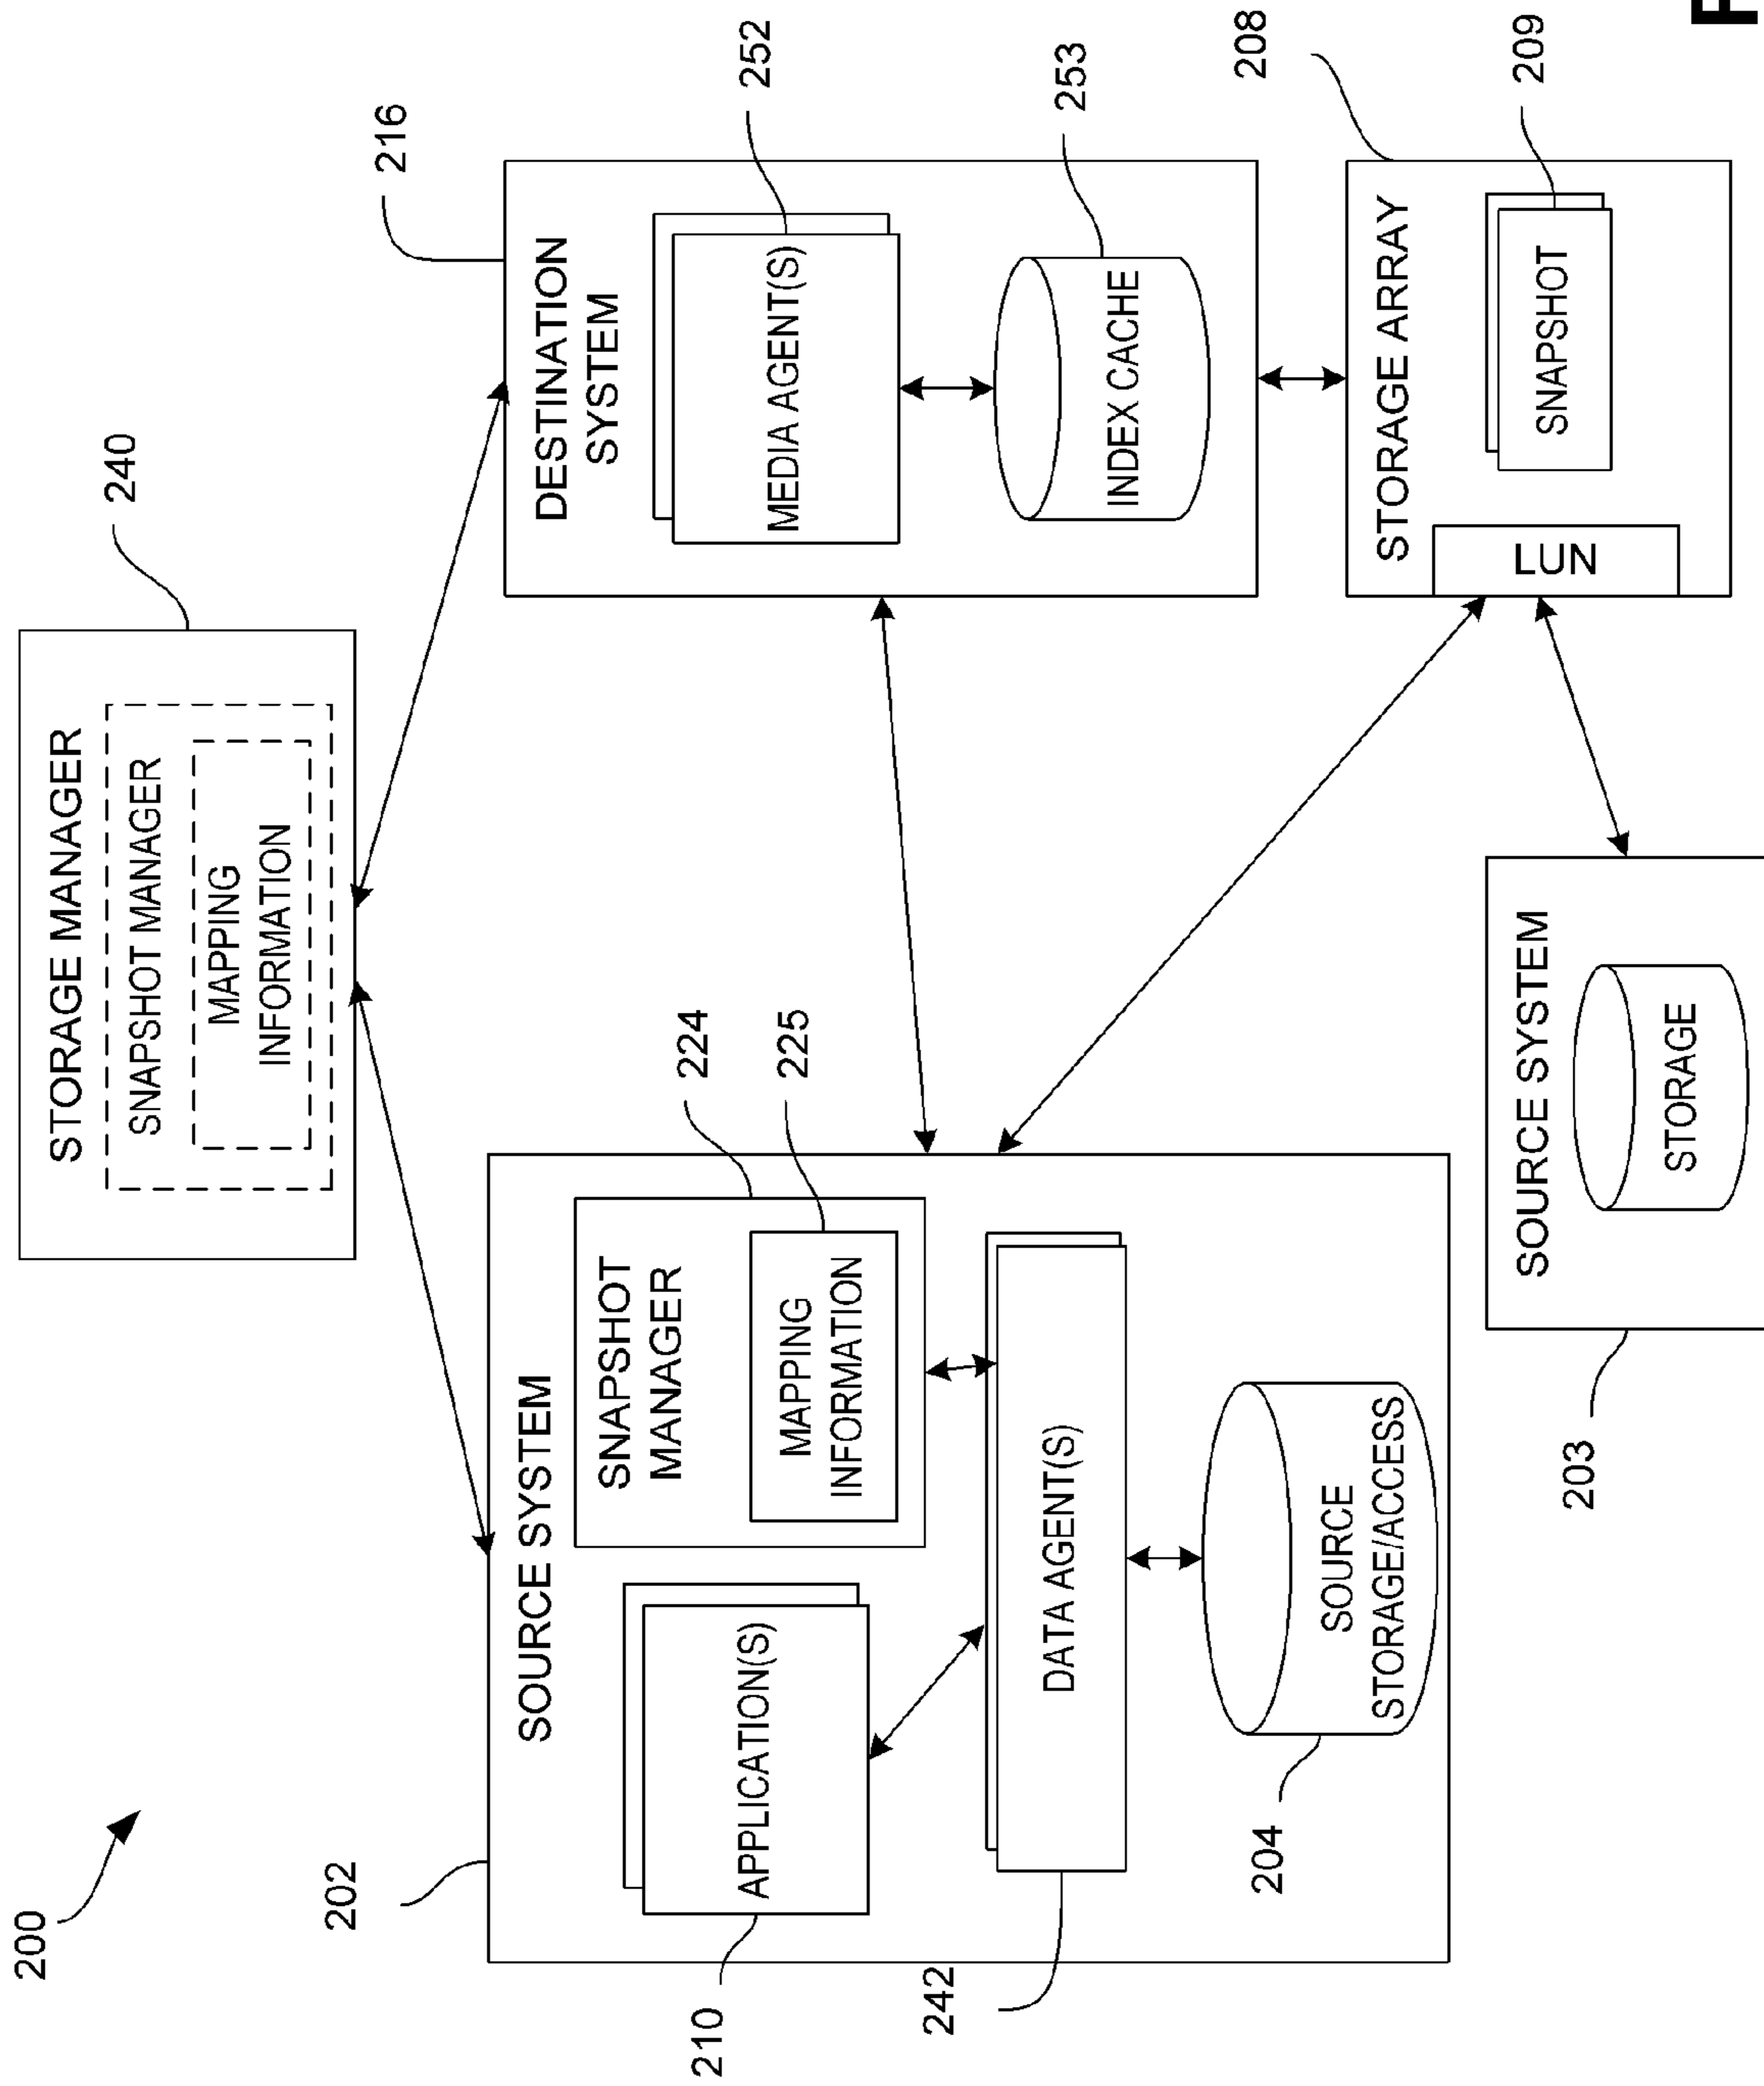 200
240
STORAGE MANAGER
SNAPSHOT MANAGER
MAPPING
INFORMATION
202
SOURCE SYSTEM
210
APPLICATION(S)
224
SNAPSHOT
MANAGER
225
MAPPING
INFORMATION
242
DATA AGENT(S)
204
SOURCE
STORAGE/ACCESS
216
DESTINATION
SYSTEM
252
MEDIA AGENT(S)
253
INDEX CACHE
203
SOURCE SYSTEM
STORAGE
208
STORAGE ARRAY
LUN
209
SNAPSHOT